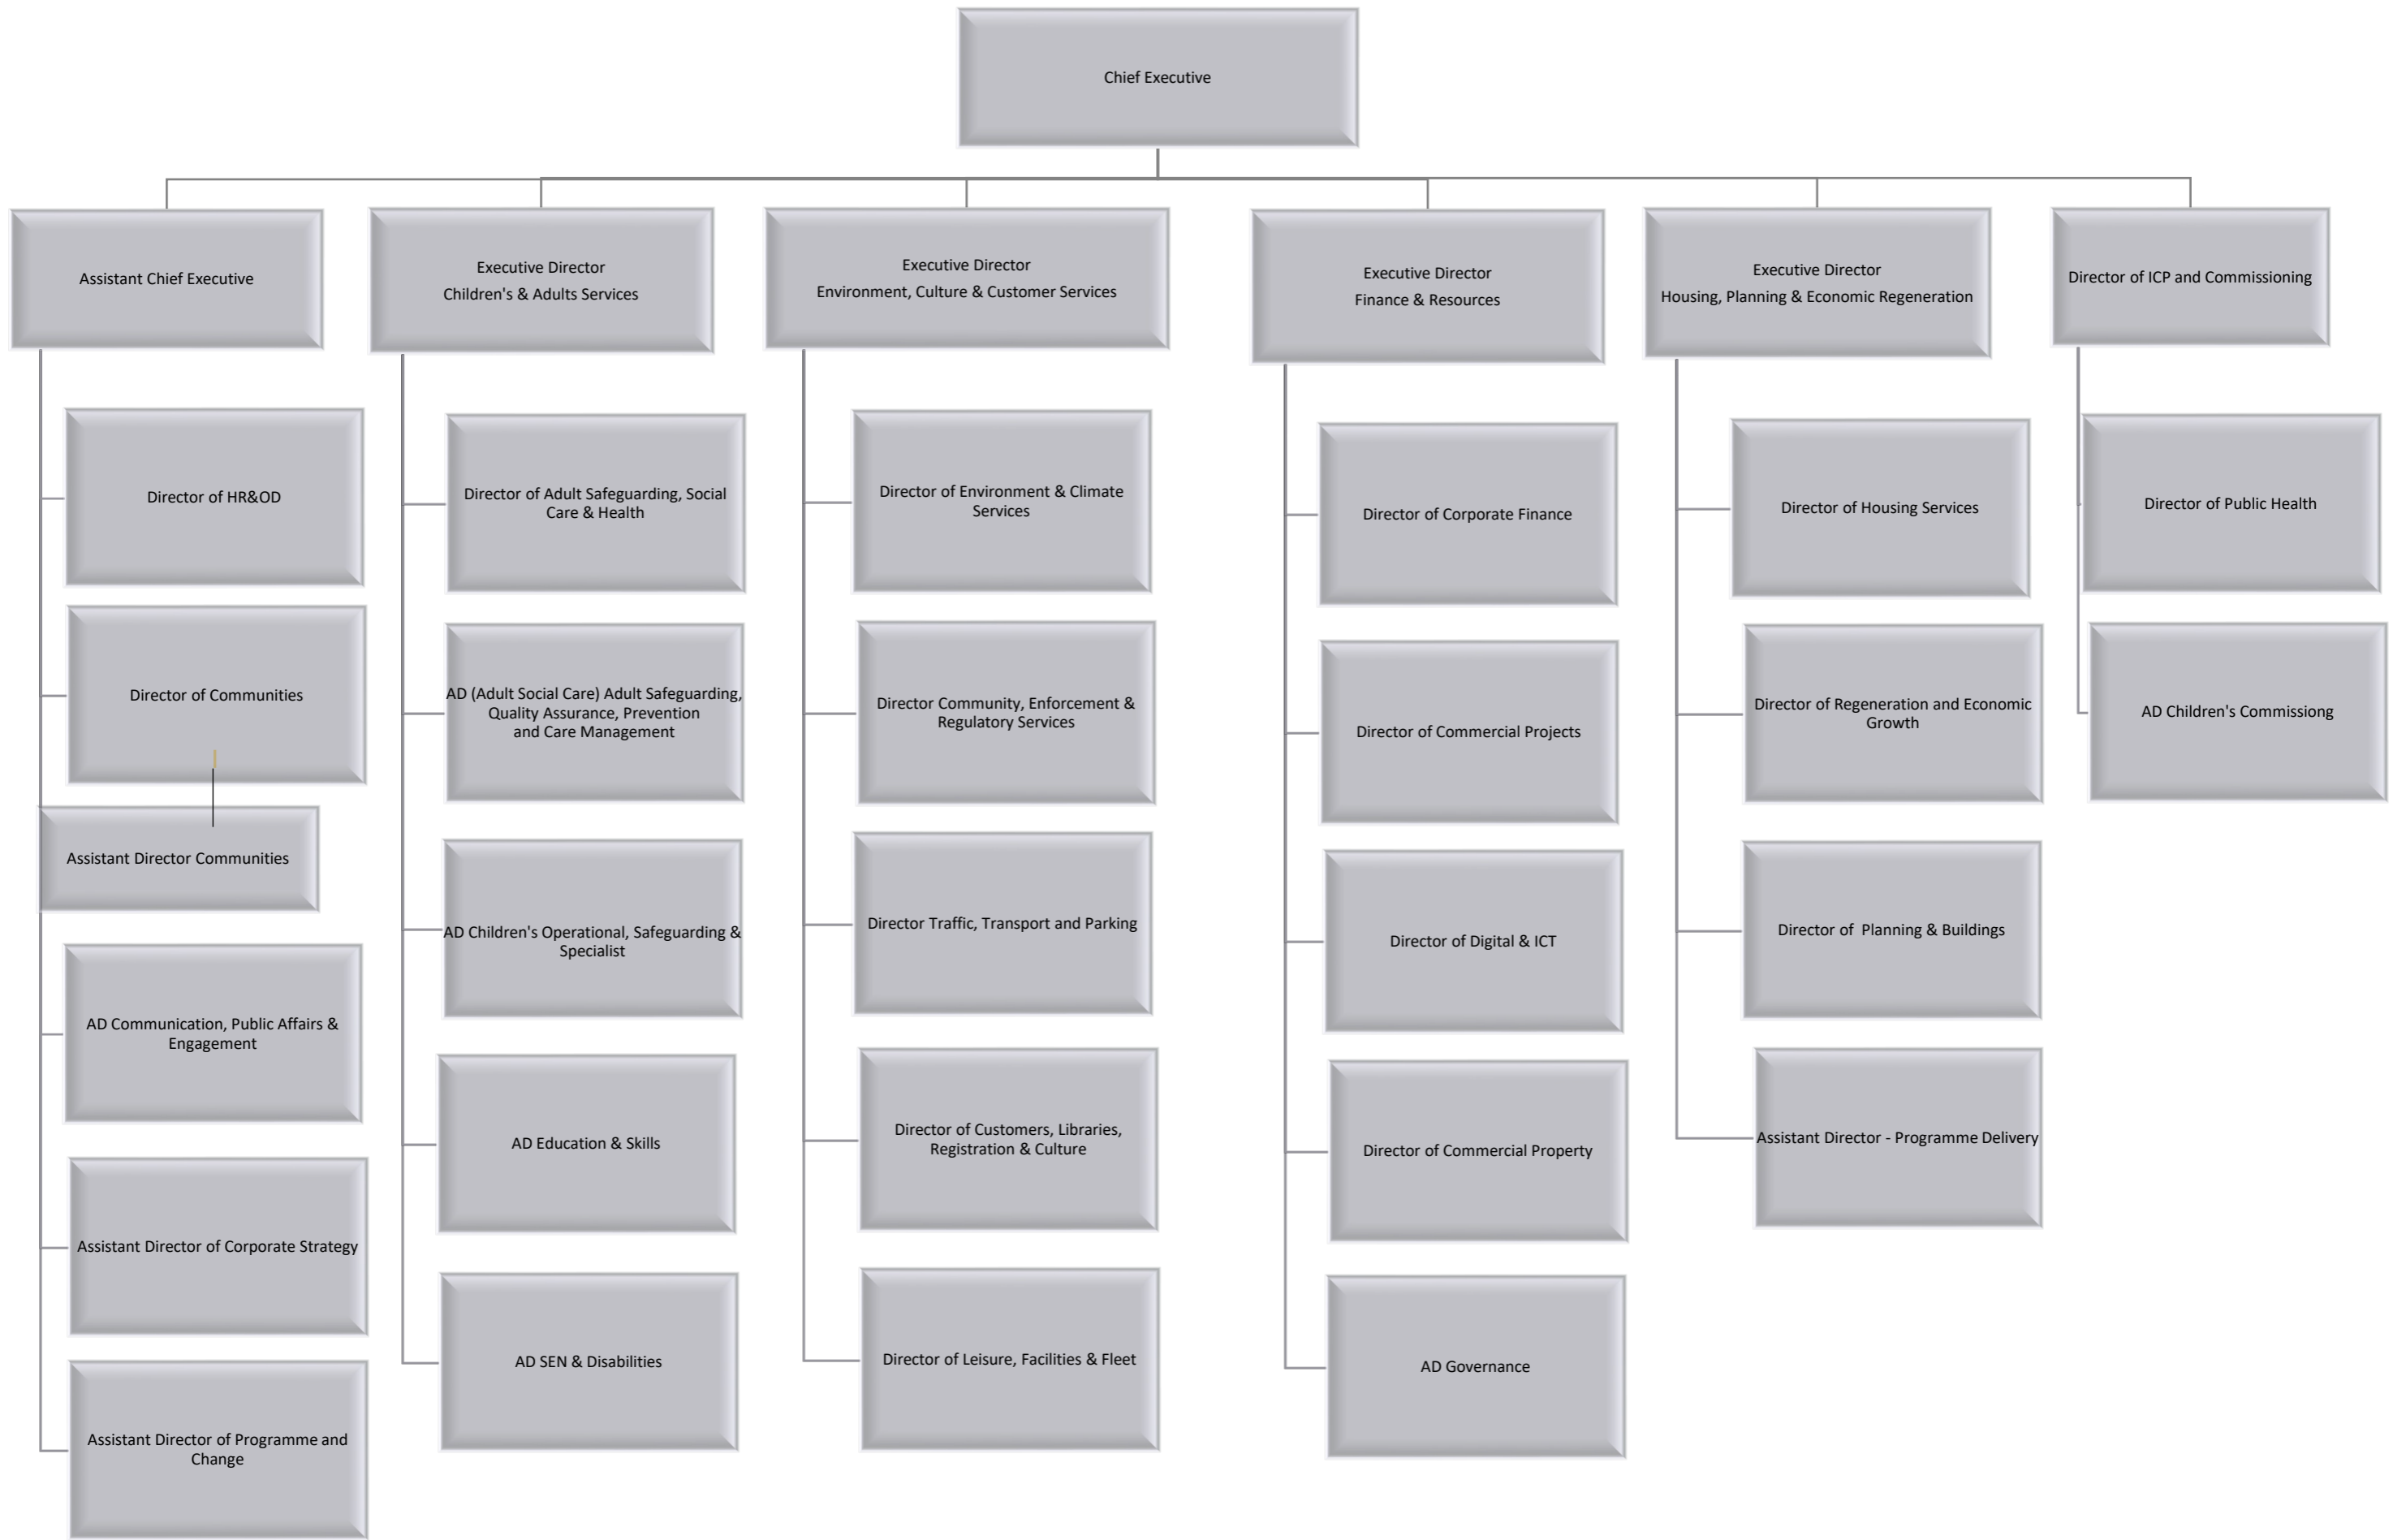 Chief Executive
Assistant Chief Executive
Executive Director
Children's & Adults Services
Executive Director
Environment, Culture & Customer Services
Executive Director
Finance & Resources
Executive Director
Housing, Planning & Economic Regeneration
Director of ICP and Commissioning
Director of HR&OD
Director of Communities
Assistant Director Communities
AD Communication, Public Affairs &
Engagement
Assistant Director of Corporate Strategy
Assistant Director of Programme and
Change
Director of Adult Safeguarding, Social
Care & Health
AD (Adult Social Care) Adult Safeguarding,
Quality Assurance, Prevention
and Care Management
AD Children's Operational, Safeguarding &
Specialist
AD Education & Skills
AD SEN & Disabilities
Director of Environment & Climate
Services
Director Community, Enforcement &
Regulatory Services
Director Traffic, Transport and Parking
Director of Customers, Libraries,
Registration & Culture
Director of Leisure, Facilities & Fleet
Director of Corporate Finance
Director of Commercial Projects
Director of Digital & ICT
Director of Commercial Property
AD Governance
Director of Housing Services
Director of Regeneration and Economic
Growth
Director of  Planning & Buildings
Assistant Director - Programme Delivery
Director of Public Health
AD Children's Commissiong